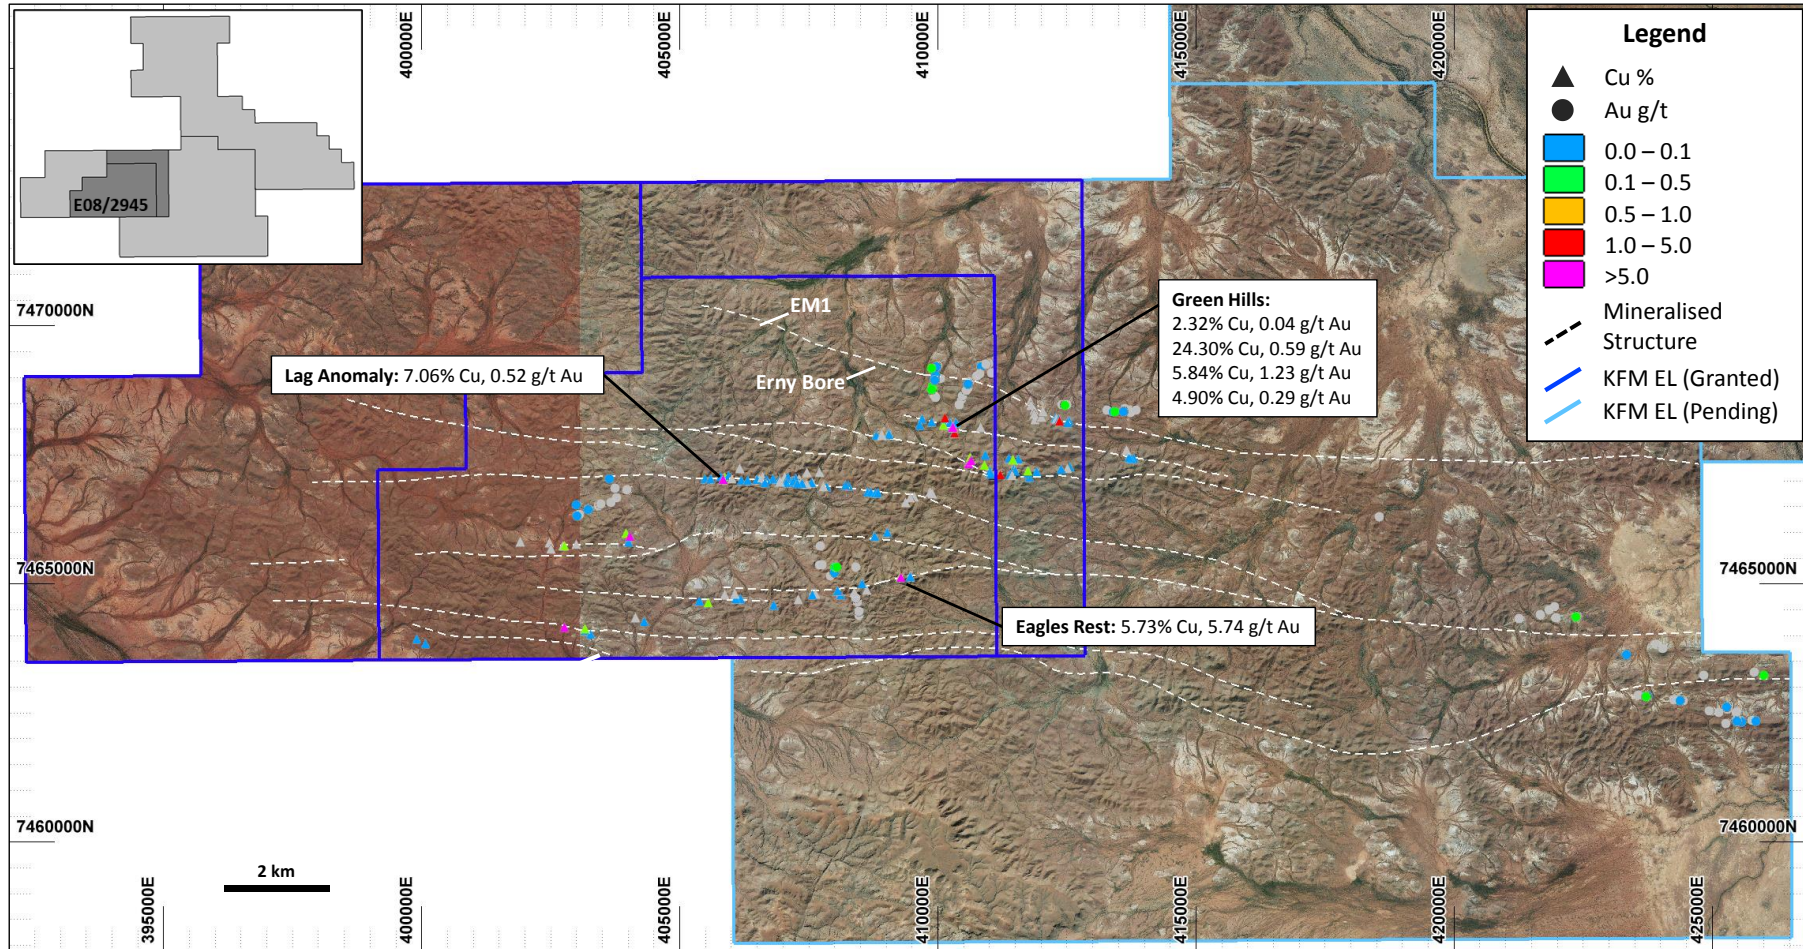 E08/2945
400000E
405000E
410000E
415000E
420000E
Legend
Cu %
Au g/t
0.0 – 0.1
0.1 – 0.5
0.5 – 1.0
1.0 – 5.0
>5.0
Mineralised
Structure
KFM EL (Granted)
KFM EL (Pending)
7470000N
EM1
Erny Bore
Green Hills:
2.32% Cu, 0.04 g/t Au
24.30% Cu, 0.59 g/t Au
5.84% Cu, 1.23 g/t Au
4.90% Cu, 0.29 g/t Au
Lag Anomaly: 7.06% Cu, 0.52 g/t Au
7465000N
7465000N
Eagles Rest: 5.73% Cu, 5.74 g/t Au
7460000N
7460000N
2 km
395000E
400000E
405000E
410000E
415000E
420000E
425000E